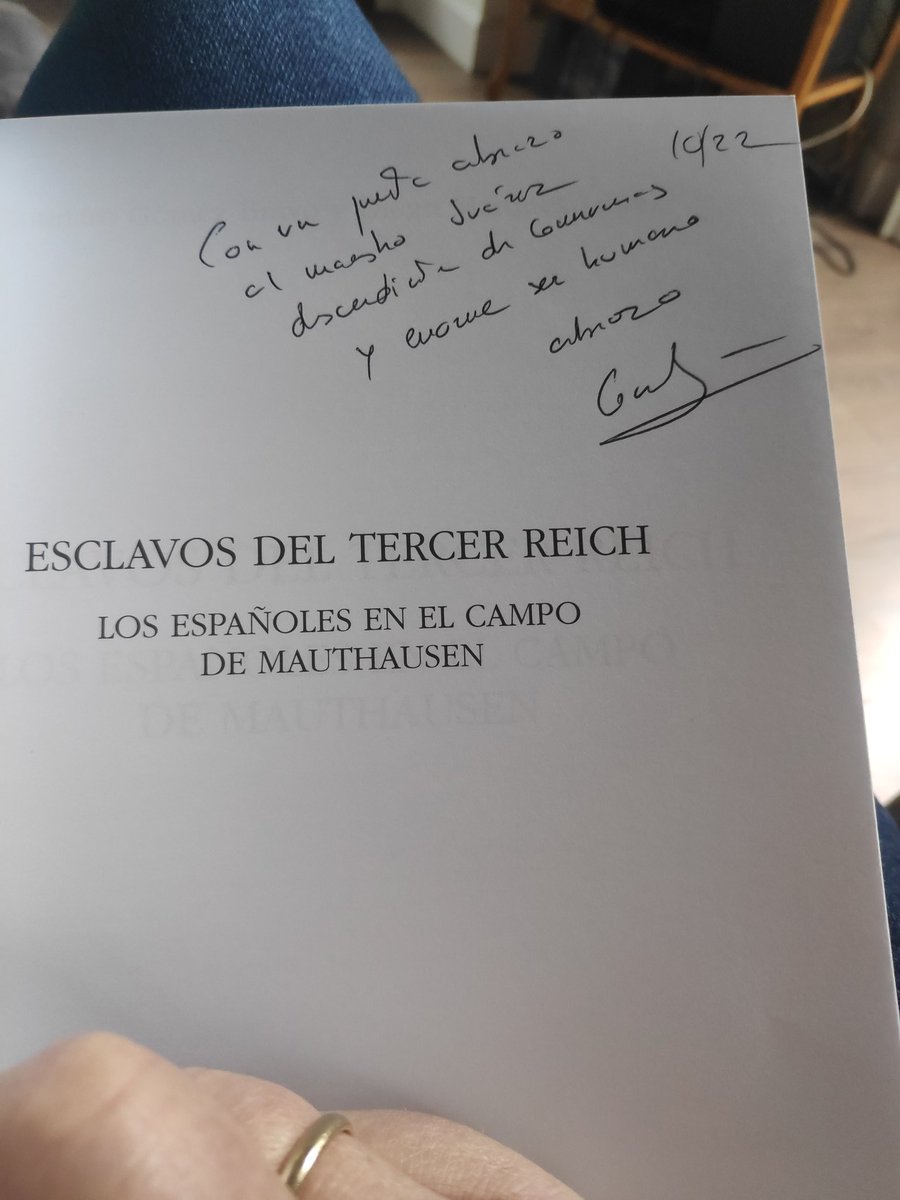 10/22
Con un fuerte abrazo
al maestro Juárez
descendiente de
y enorme ser humano
abrazo
ESCLAVOS DEL TERCER REICH
LOS ESPAÑOLES EN EL CAMPO
DE MAUTHAUSEN